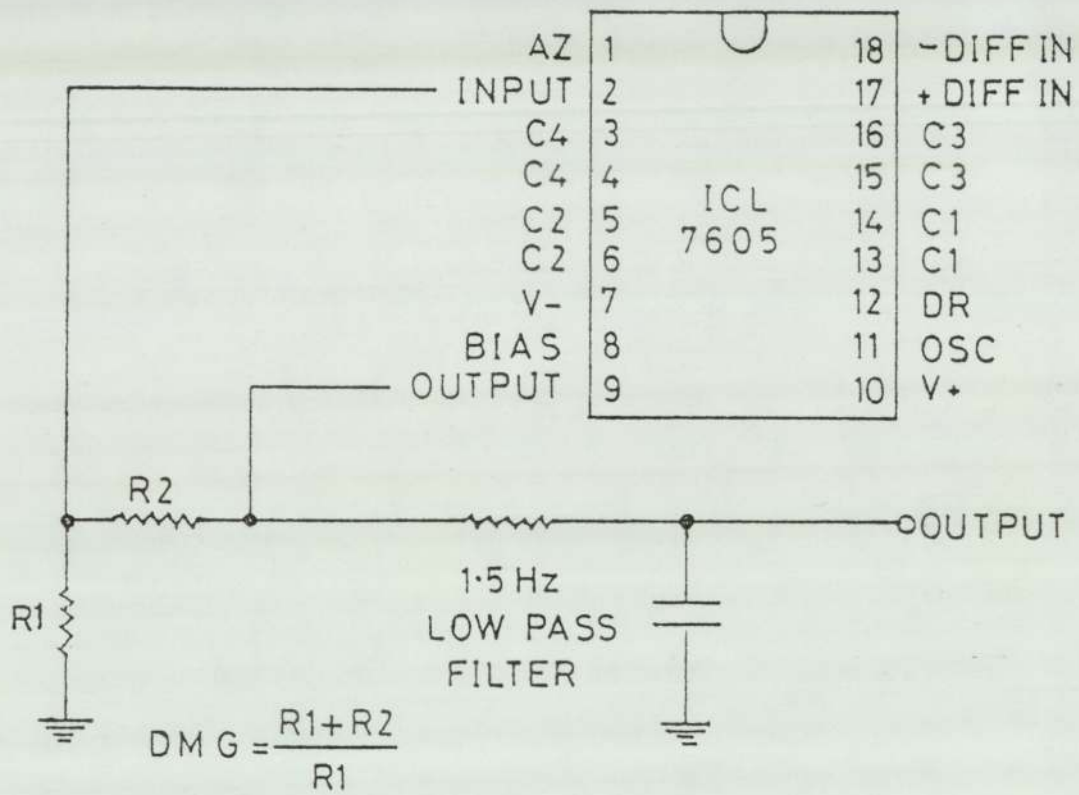 AZ 1 18 -DIFF IN
INPUT 2 17 +DIFF IN
C4 3 16 C3
C4 4 15 C3
ICL
C2 5 14 C1
7605
C2 6 13 C1
V- 7 12 DR
BIAS 8 11 OSC
OUTPUT 9 10 V+
R2
OUTPUT
1·5 Hz
R1
LOW PASS
FILTER
DMG = R1+R2
R1